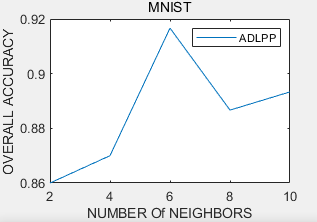 MNIST
0.92
0.9
0.88
0.86
OVERALL ACCURACY
ADLPP
2 4 6 8 10
NUMBER Of NEIGHBORS